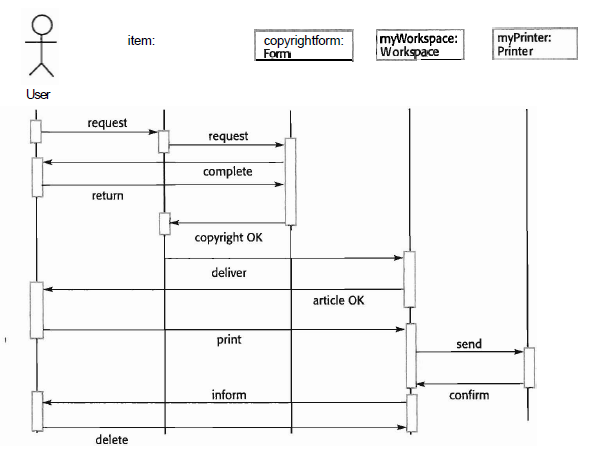 item:
copyrightform:
Form
myWorkspace:
Workspace
myPrinter:
Printer
User
request
request
complete
return
copyright OK
deliver
article OK
print
send
confirm
inform
delete